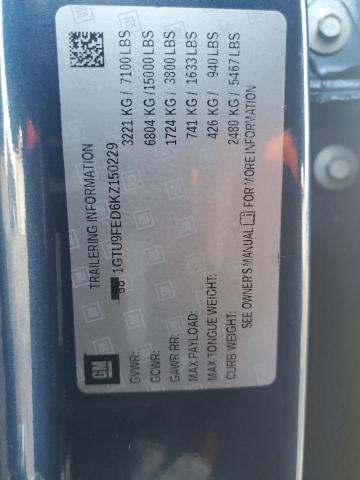 GM
TRAILERING INFORMATION
1GTU9FED6KZ150229
GVWR: 3221 KG / 7100 LBS
GCWR: 6804 KG /15000 LBS
GAWR RR: 1724 KG / 3800 LBS
MAX PAYLOAD: 741 KG / 1633 LBS
MAX TONGUE WEIGHT: 426 KG / 940 LBS
CURB WEIGHT: 2480 KG / 5467 LBS
SEE OWNER'S MANUAL FOR MORE INFORMATION